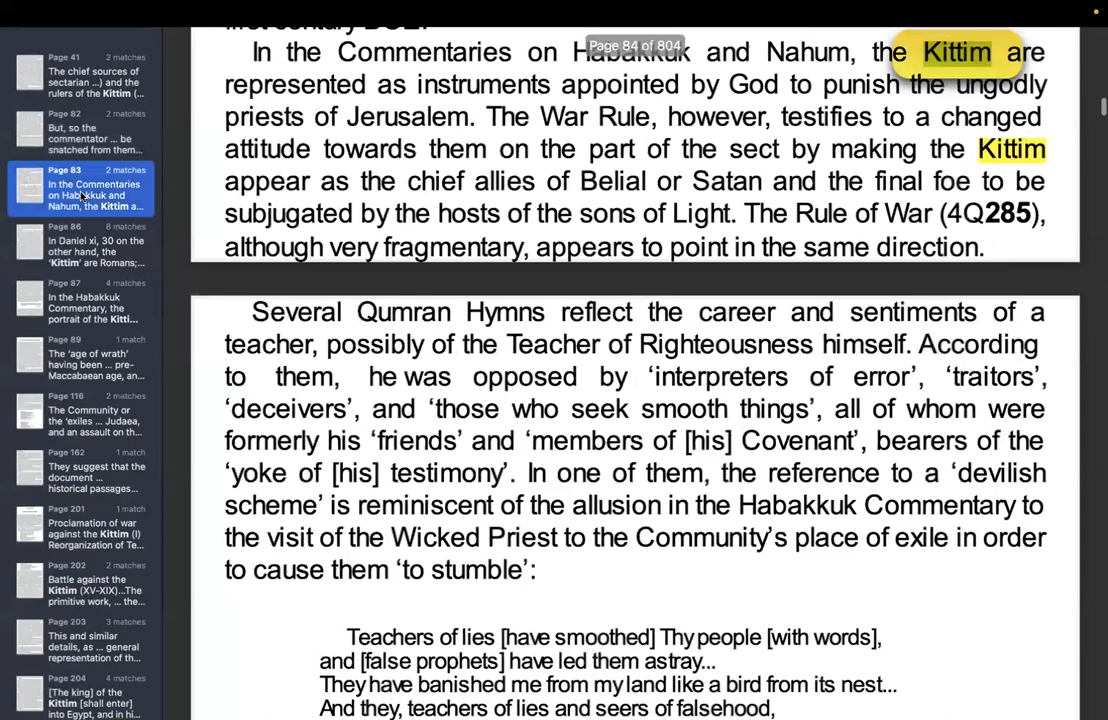 Page 41 2 matches
The chief sources of
sectarian ...) and the
rulers of the Kittim (...
Page 82 2 matches
But, so the
commentator ... be
snatched from them...
Page 83 2 matches
In the Commentaries
on Habakkuk and
Nahum, the Kittim a...
Page 86 8 matches
In Daniel xi, 30 on the
other hand, the
‘Kittim’ are Romans;...
Page 87 4 matches
In the Habakkuk
Commentary, the
portrait of the Kitti...
Page 89 1 match
The ‘age of wrath’
having been ... pre-
Maccabaean age, an...
Page 116 2 matches
The Community or
the ‘exiles ... Judaea,
and an assault on th...
Page 162 1 match
They suggest that the
document ...
historical passages...
Page 201 1 match
Proclamation of war
against the Kittim (I)
Reorganization of Te...
Page 202 2 matches
Battle against the
Kittim (XV-XIX)...The
primitive work, ... the...
Page 203 3 matches
This and similar
details, as ... general
representation of th...
Page 204 4 matches
[The king] of the
Kittim [shall enter]
into Egypt, and in hi...
Page 84 of 804
In the Commentaries on Habakkuk and Nahum, the Kittim are
represented as instruments appointed by God to punish the ungodly
priests of Jerusalem. The War Rule, however, testifies to a changed
attitude towards them on the part of the sect by making the Kittim
appear as the chief allies of Belial or Satan and the final foe to be
subjugated by the hosts of the sons of Light. The Rule of War (4Q285),
although very fragmentary, appears to point in the same direction.
Several Qumran Hymns reflect the career and sentiments of a
teacher, possibly of the Teacher of Righteousness himself. According
to them, he was opposed by ‘interpreters of error’, ‘traitors’,
‘deceivers’, and ‘those who seek smooth things’, all of whom were
formerly his ‘friends’ and ‘members of [his] Covenant’, bearers of the
‘yoke of [his] testimony’. In one of them, the reference to a ‘devilish
scheme’ is reminiscent of the allusion in the Habakkuk Commentary to
the visit of the Wicked Priest to the Community’s place of exile in order
to cause them ‘to stumble’:
Teachers of lies [have smoothed] Thy people [with words],
and [false prophets] have led them astray...
They have banished me from my land like a bird from its nest...
And they, teachers of lies and seers of falsehood,